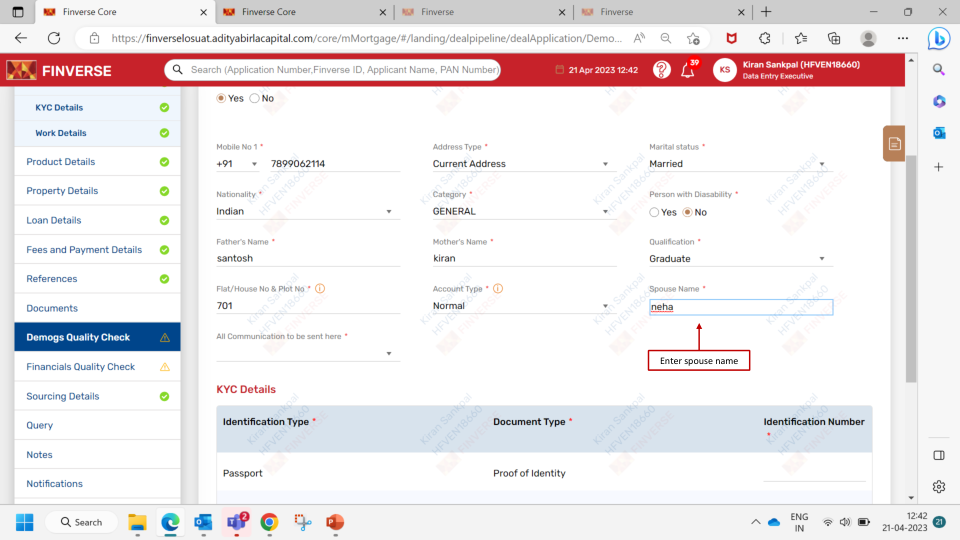 Finverse Core
Finverse Core
Finverse
Finverse
https://finverselosuat.adityabirlacapital.com/core/mMortgage/#/landing/dealpipeline/dealApplication/Demo...
FINVERSE
Search (Application Number,Finverse ID, Applicant Name, PAN Number)
21 Apr 2023 12:42
39
KS
Kiran Sankpal (HFVEN18660)
Data Entry Executive
KYC Details
Work Details
Product Details
Property Details
Loan Details
Fees and Payment Details
References
Documents
Demogs Quality Check
Financials Quality Check
Sourcing Details
Query
Notes
Notifications
Yes No
Mobile No 1 *
Address Type *
Marital status *
+91 7899062114
Current Address
Married
Nationality *
Category *
Person with Diasability *
Indian
GENERAL
Yes No
Father's Name *
Mother's Name *
Qualification *
santosh
kiran
Graduate
Flat/House No & Plot No *
Account Type *
Spouse Name *
701
Normal
neha
All Communication to be sent here *
Enter spouse name
KYC Details
Identification Type *
Document Type *
Identification Number *
Passport
Proof of Identity
Kiran Sankpal
HFVEN18660
FINVERSE
Search
2
ENG
IN
12:42
21-04-2023
21